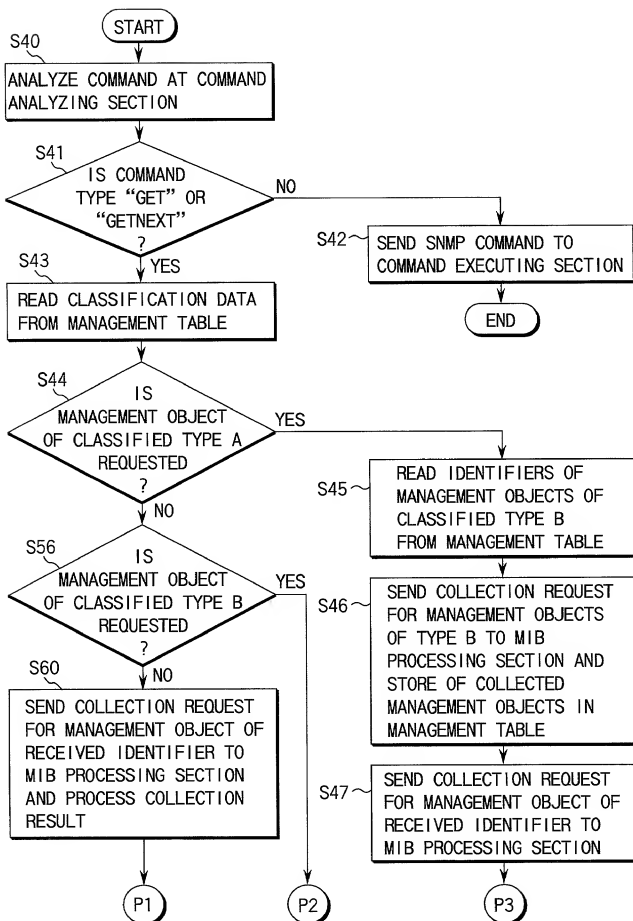 START
S40
ANALYZE COMMAND AT COMMAND
ANALYZING SECTION
S41
IS COMMAND
TYPE “GET” OR
“GETNEXT”
?
NO
YES
S42
SEND SNMP COMMAND TO
COMMAND EXECUTING SECTION
END
S43
READ CLASSIFICATION DATA
FROM MANAGEMENT TABLE
S44
IS
MANAGEMENT OBJECT
OF CLASSIFIED TYPE A
REQUESTED
?
YES
NO
S45
READ IDENTIFIERS OF
MANAGEMENT OBJECTS OF
CLASSIFIED TYPE B
FROM MANAGEMENT TABLE
S56
IS
MANAGEMENT OBJECT
OF CLASSIFIED TYPE B
REQUESTED
?
YES
NO
S46
SEND COLLECTION REQUEST
FOR MANAGEMENT OBJECTS
OF TYPE B TO MIB
PROCESSING SECTION AND
STORE OF COLLECTED
MANAGEMENT OBJECTS IN
MANAGEMENT TABLE
S60
SEND COLLECTION REQUEST
FOR MANAGEMENT OBJECT OF
RECEIVED IDENTIFIER TO
MIB PROCESSING SECTION
AND PROCESS COLLECTION
RESULT
S47
SEND COLLECTION REQUEST
FOR MANAGEMENT OBJECT OF
RECEIVED IDENTIFIER TO
MIB PROCESSING SECTION
P1
P2
P3